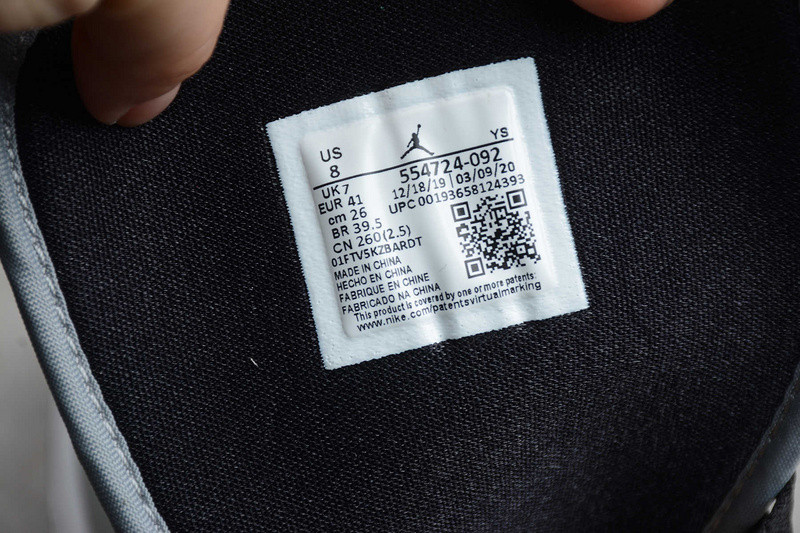 US
8
YS
554724-092
UK 7
12/18/19 | 03/09/20
EUR 41
UPC 00193658124393
cm 26
BR 39.5
CN 260(2.5)
01FTV5KZBARDT
MADE IN CHINA
HECHO EN CHINA
FABRIQUE EN CHINE
FABRICADO NA CHINA
This product is covered by one or more patents:
www.nike.com/patentsvirtualmarking